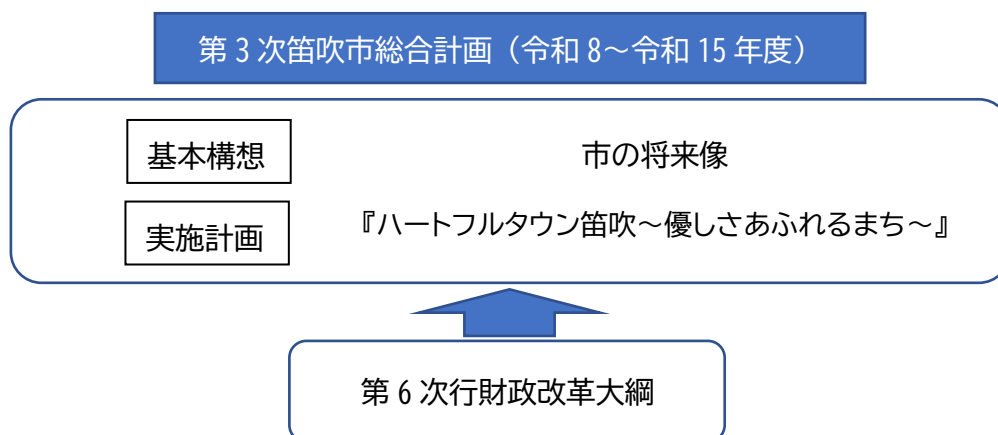 第3次笛吹市総合計画（令和8～令和15年度）
基本構想
市の将来像
実施計画
『ハートフルタウン笛吹～優しさあふれるまち～』
第6次行財政改革大綱